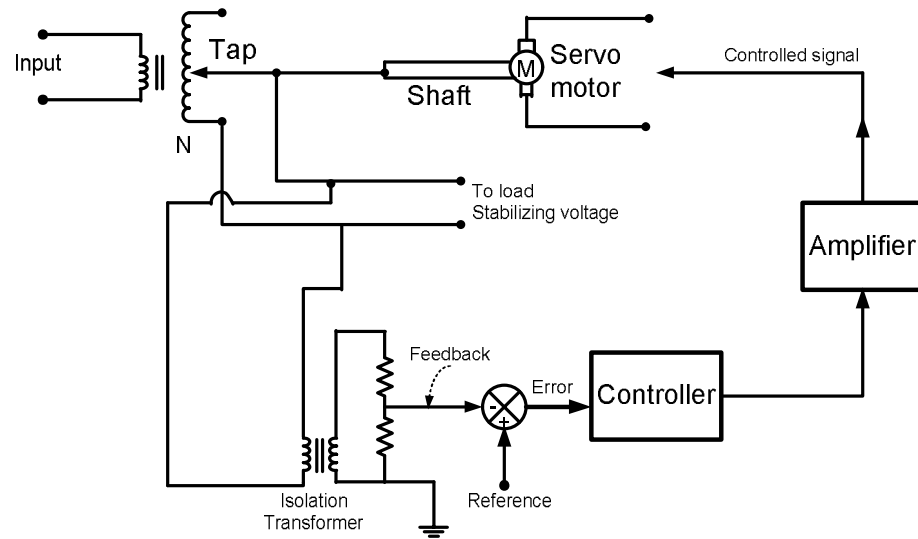 Input
Tap
N
Shaft
M
Servo
motor
Controlled signal
To load
Stabilizing voltage
Amplifier
Feedback
-
+
Error
Controller
Reference
Isolation
Transformer